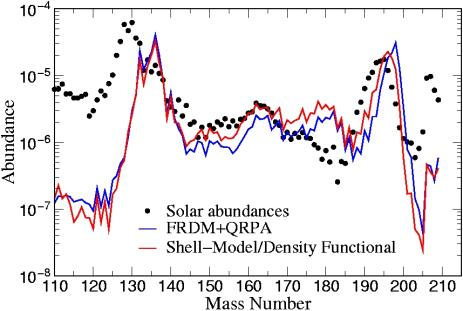 10⁻⁴
10⁻⁵
10⁻⁶
10⁻⁷
10⁻⁸
Abundance
Solar abundances
FRDM+QRPA
Shell−Model/Density Functional
110 120 130 140 150 160 170 180 190 200 210
Mass Number